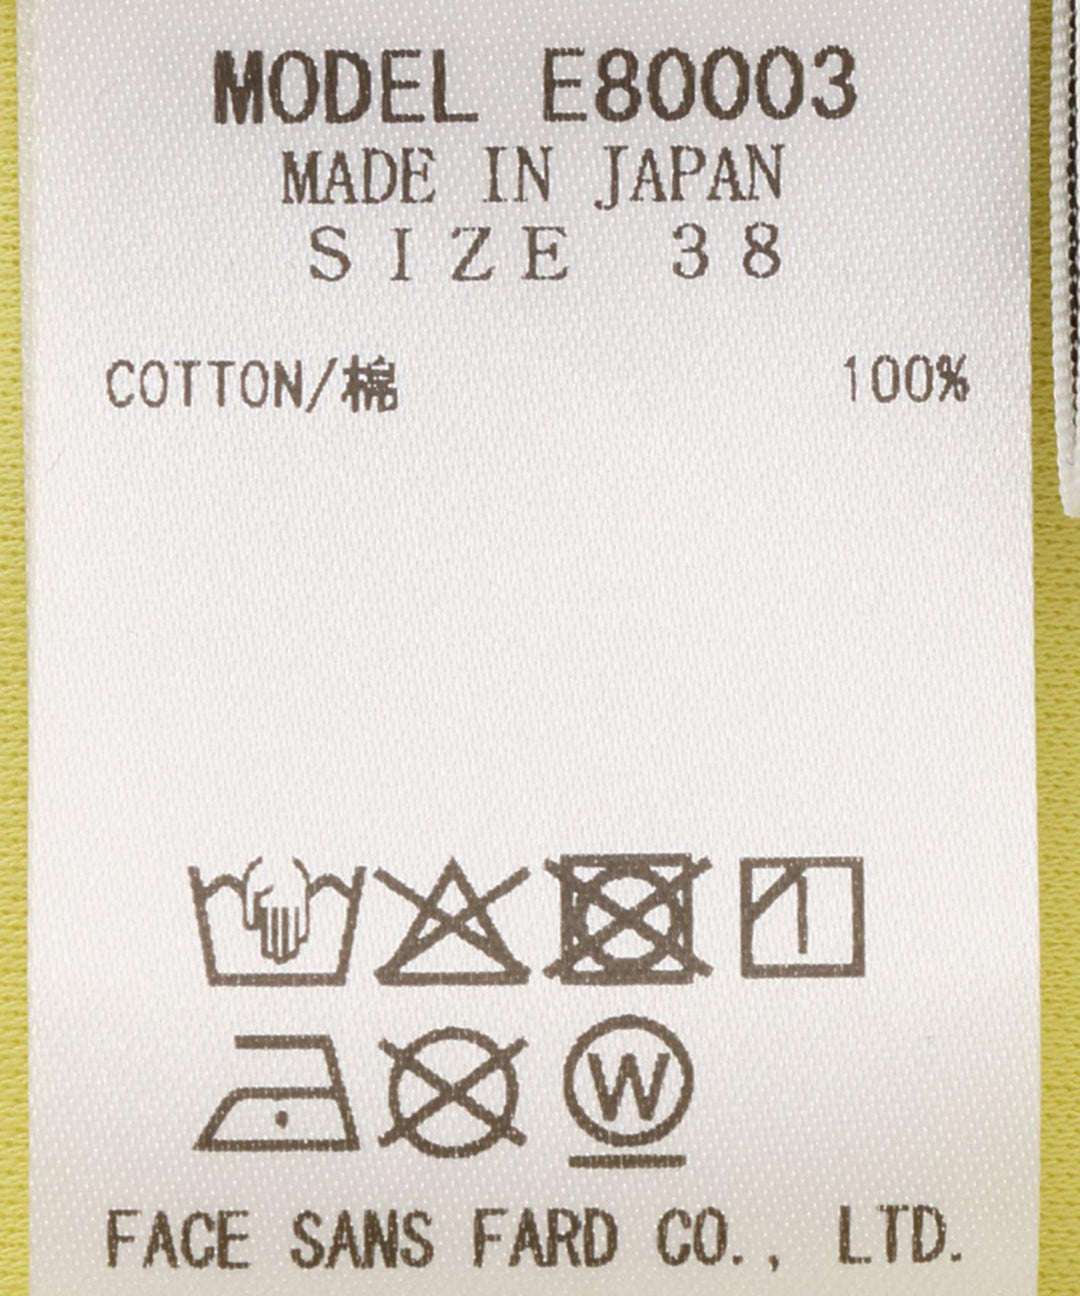 MODEL E80003
MADE IN JAPAN
SIZE 38
COTTON/棉 100%
W
FACE SANS FARD CO., LTD.